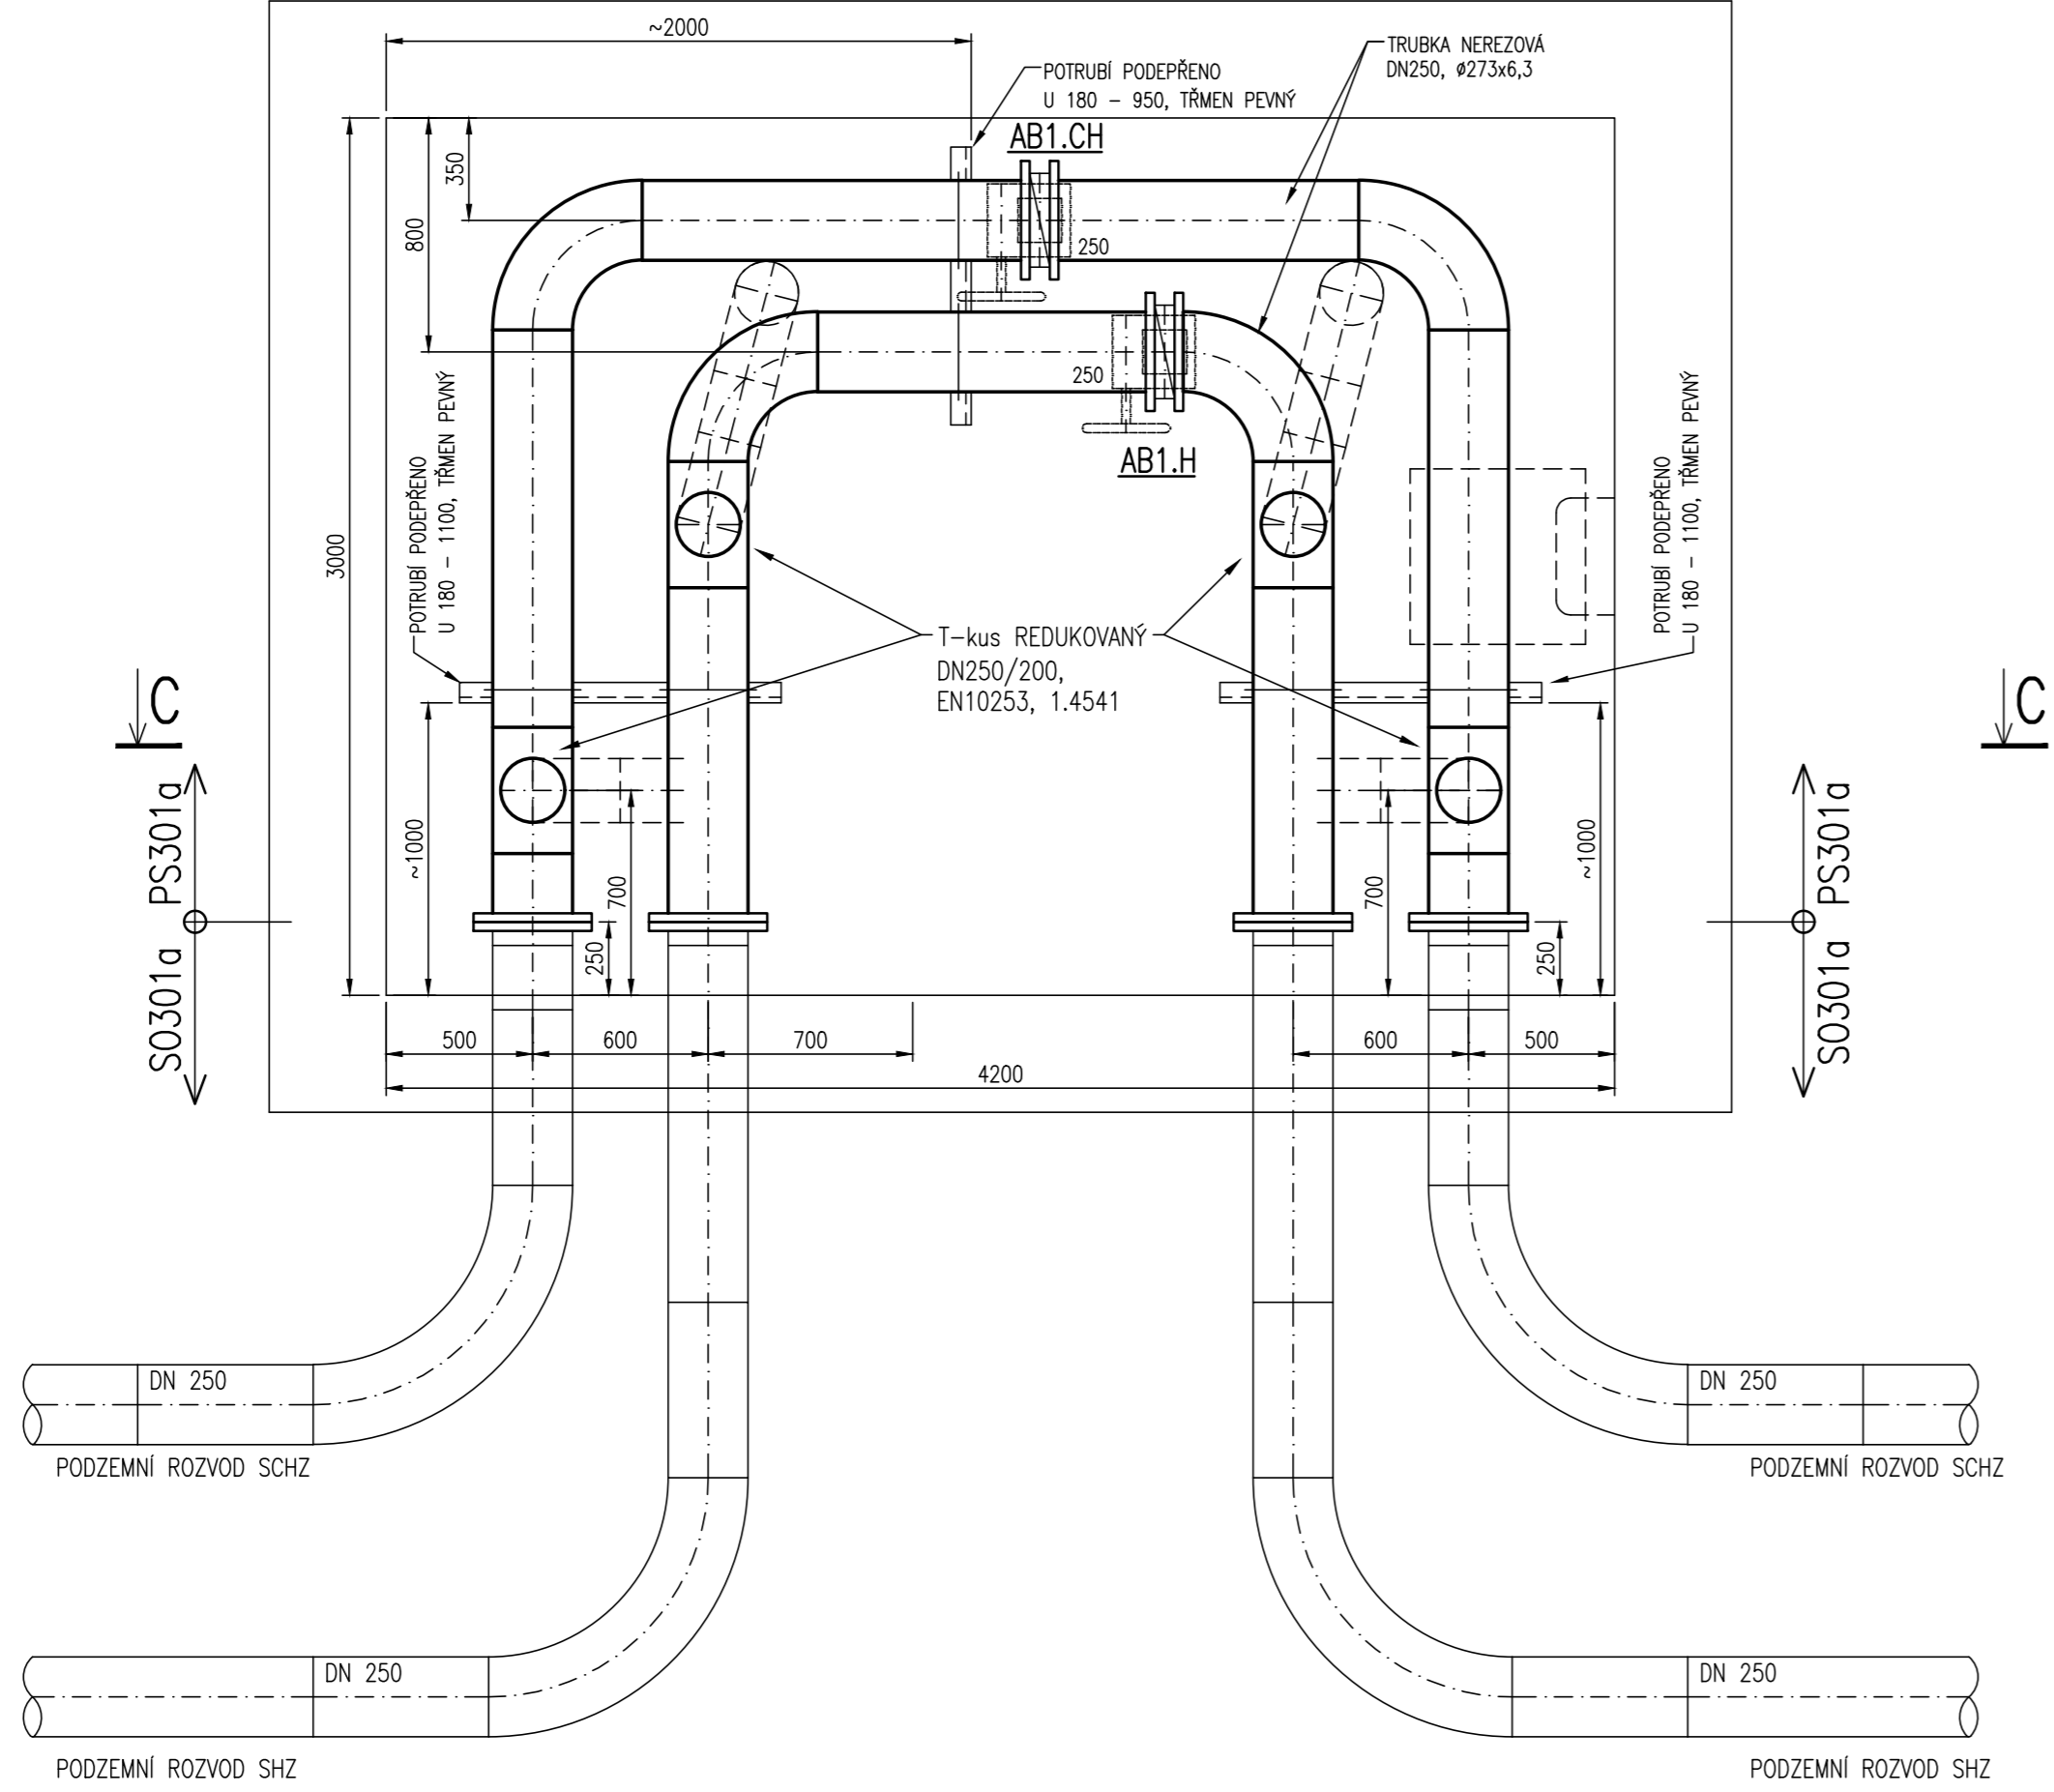 ~2000
TRUBKA NEREZOVÁ
DN250, ø273x6,3
POTRUBÍ PODEPŘENO
U 180 - 950, TŘMEN PEVNÝ
AB1.CH
350
800
250
250
AB1.H
3000
POTRUBÍ PODEPŘENO
U 180 - 1100, TŘMEN PEVNÝ
POTRUBÍ PODEPŘENO
U 180 - 1100, TŘMEN PEVNÝ
T-kus REDUKOVANÝ
DN250/200,
EN10253, 1.4541
C
C
PS301a
SO301a
PS301a
SO301a
~1000
700
250
700
250
~1000
500
600
700
600
500
4200
DN 250
DN 250
PODZEMNÍ ROZVOD SCHZ
PODZEMNÍ ROZVOD SCHZ
DN 250
DN 250
PODZEMNÍ ROZVOD SHZ
PODZEMNÍ ROZVOD SHZ